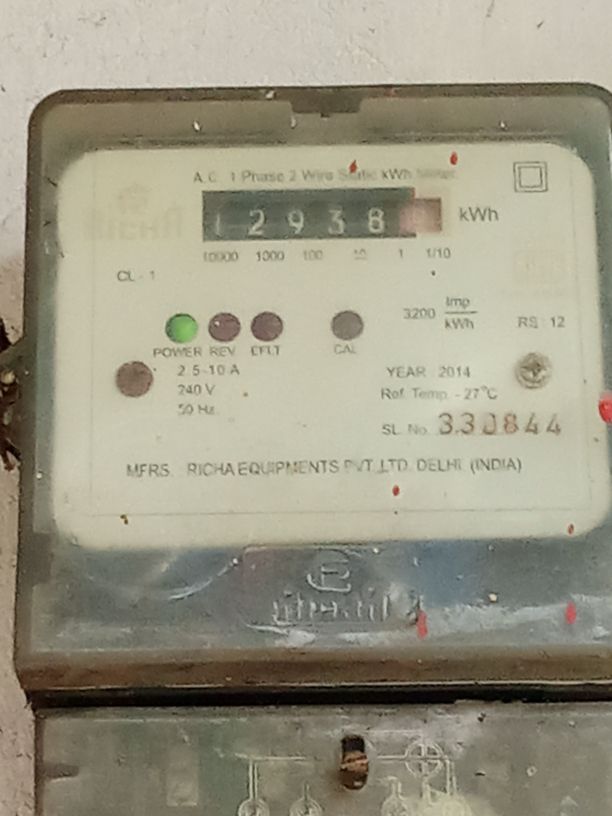 A.C. 1 Phase 2 Wire Static kWh Meter
1 2 9 3 8
kWh
10000 1000 100 10 1 1/10
CL - 1
3200 Imp/kWh
RS 12
POWER REV EFLT CAL
2.5-10 A
240 V
50 Hz.
YEAR 2014
Ref. Temp. - 27°C
SL. No. 330844
MFRS. RICHA EQUIPMENTS PVT. LTD. DELHI. (INDIA)